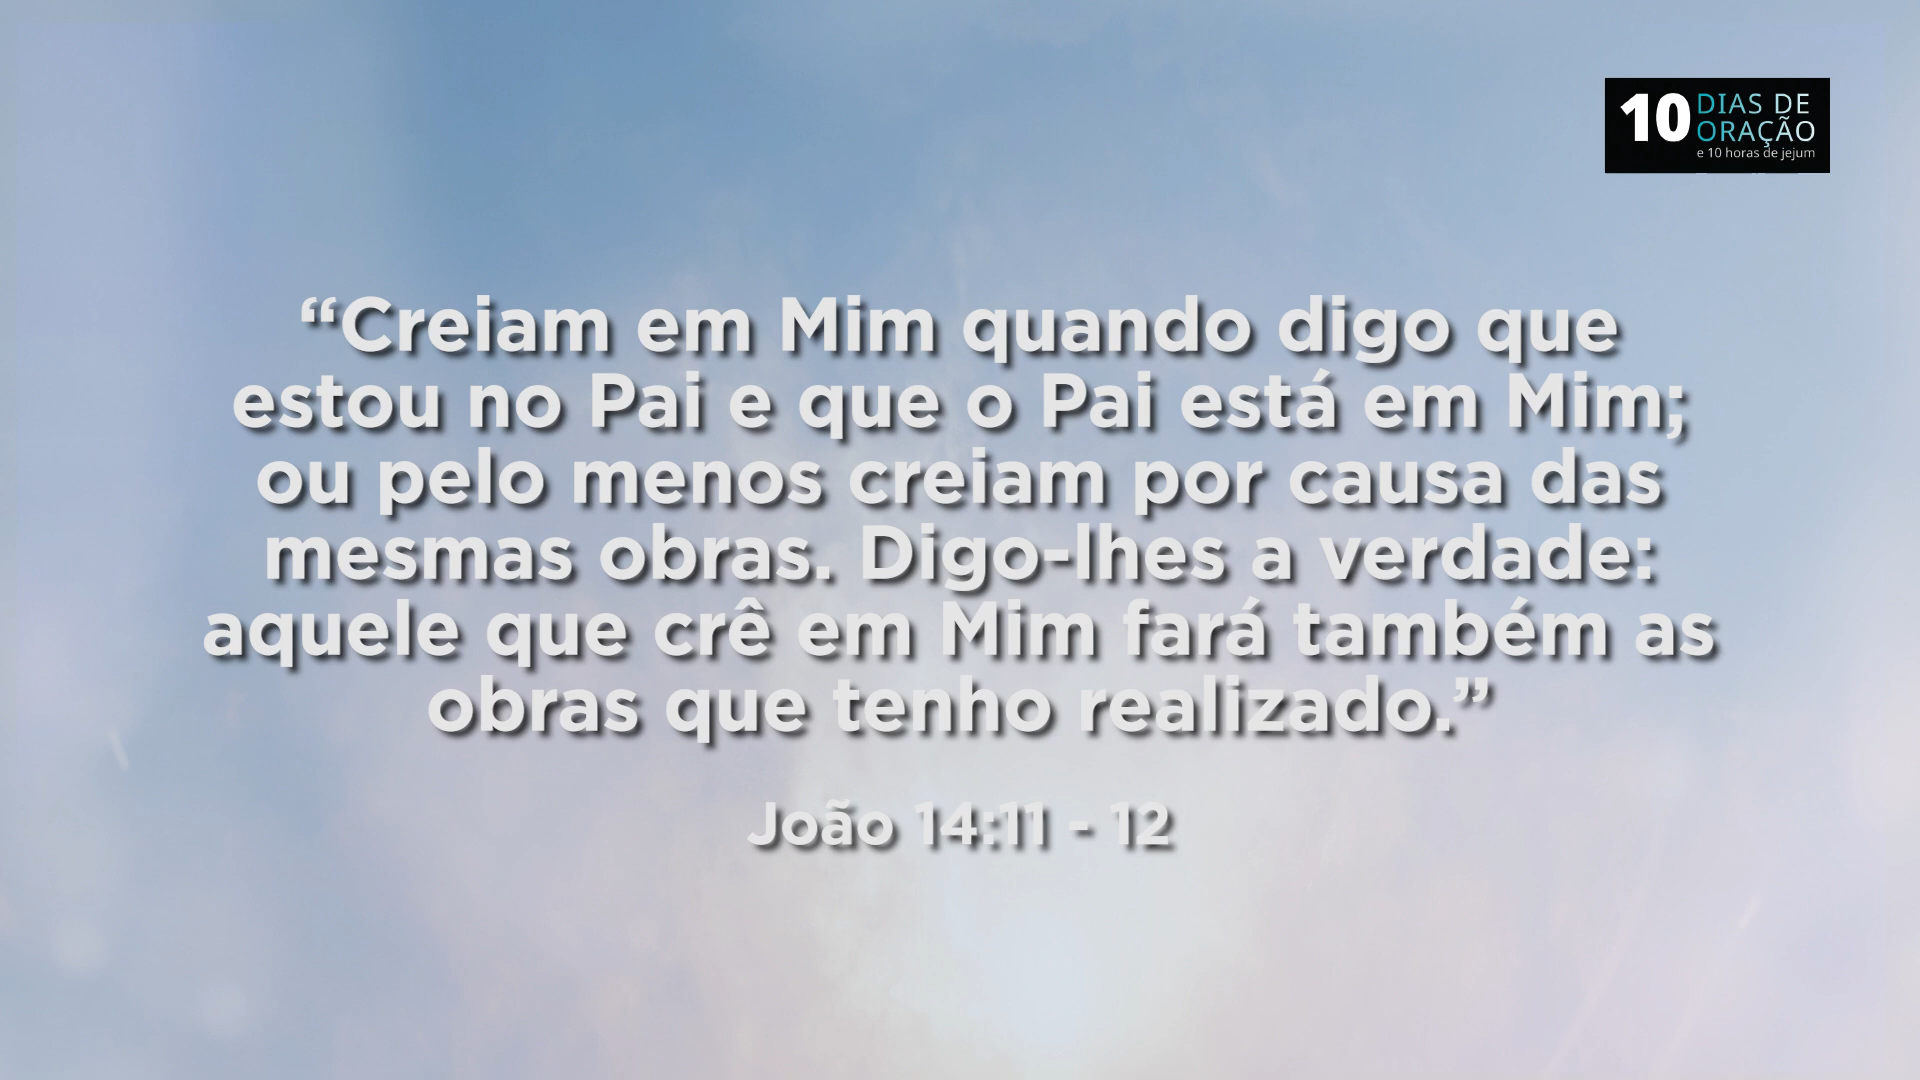 10 DIAS DE
ORAÇÃO
e 10 horas de jejum
“Creiam em Mim quando digo que
estou no Pai e que o Pai está em Mim;
ou pelo menos creiam por causa das
mesmas obras. Digo-lhes a verdade:
aquele que crê em Mim fará também as
obras que tenho realizado.”
João 14:11 - 12